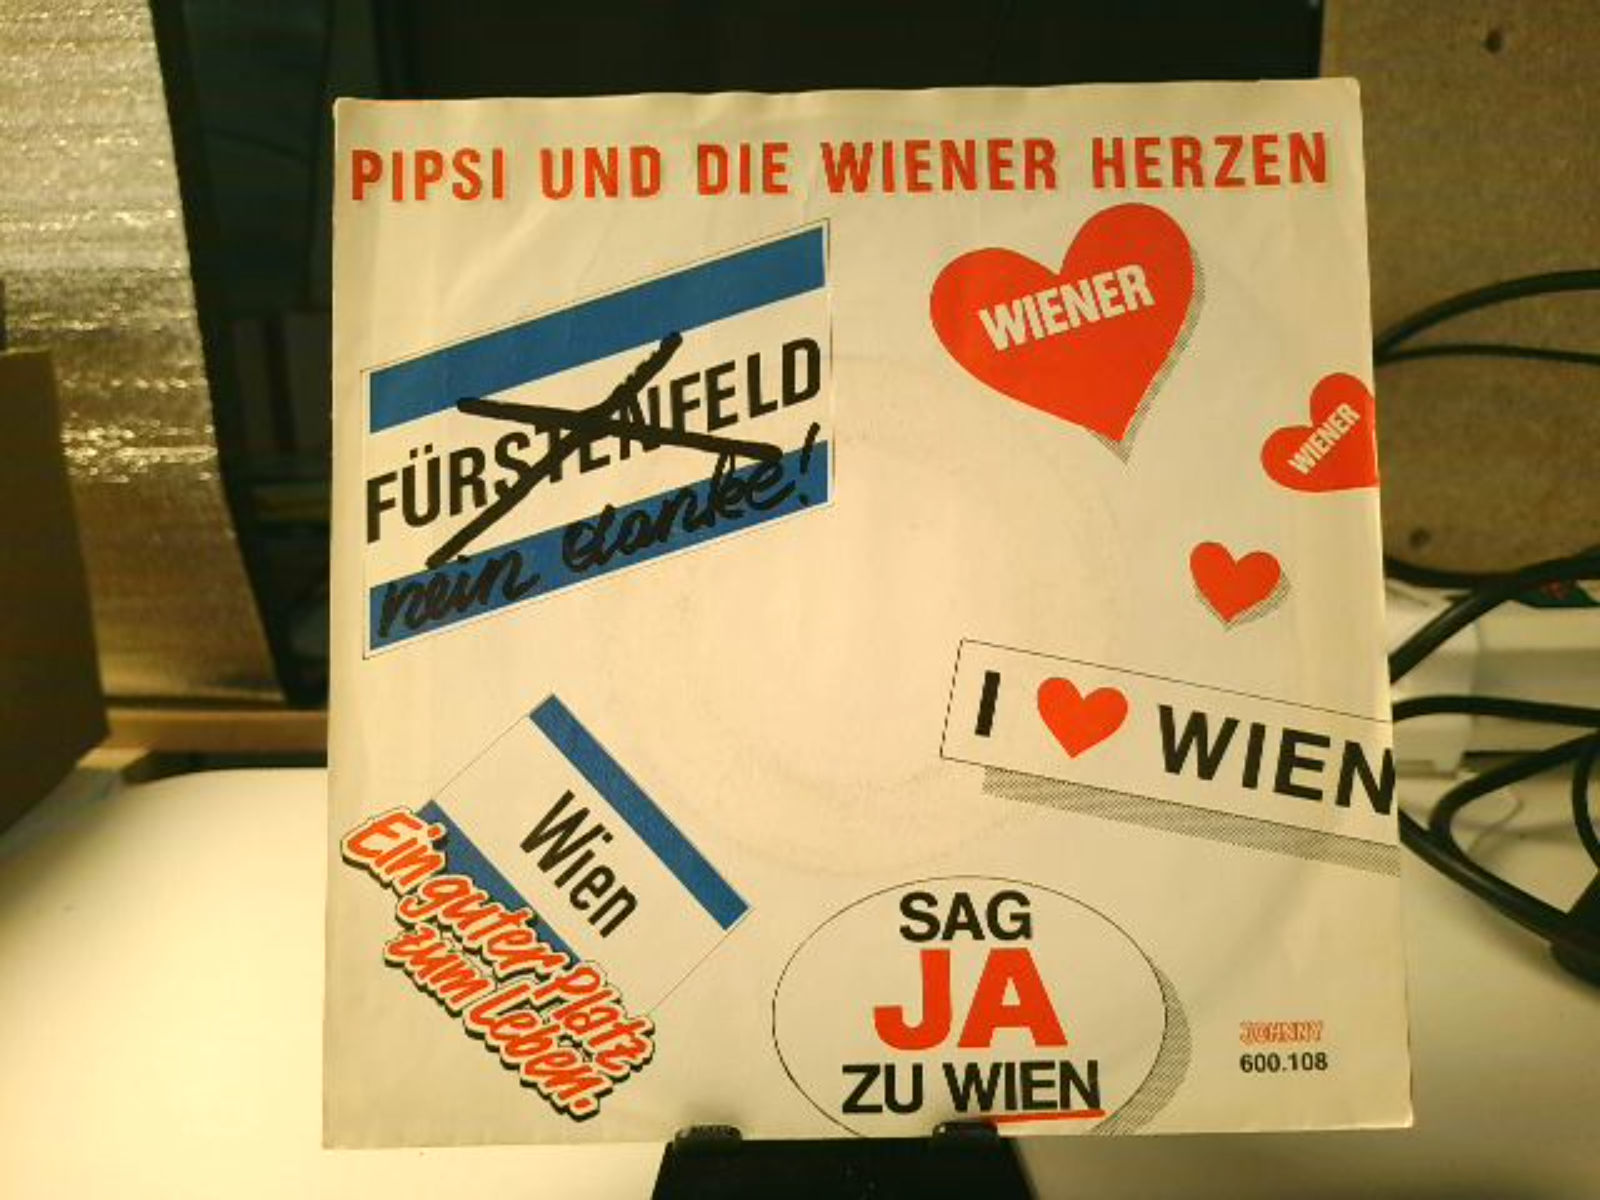 PIPSI UND DIE WIENER HERZEN
WIENER
WIENER
FÜRSTENFELD
nein danke!
I ❤ WIEN
Wien
Ein guter Platz
zum Leben.
SAG
JA
ZU WIEN
JOHNNY
600.108